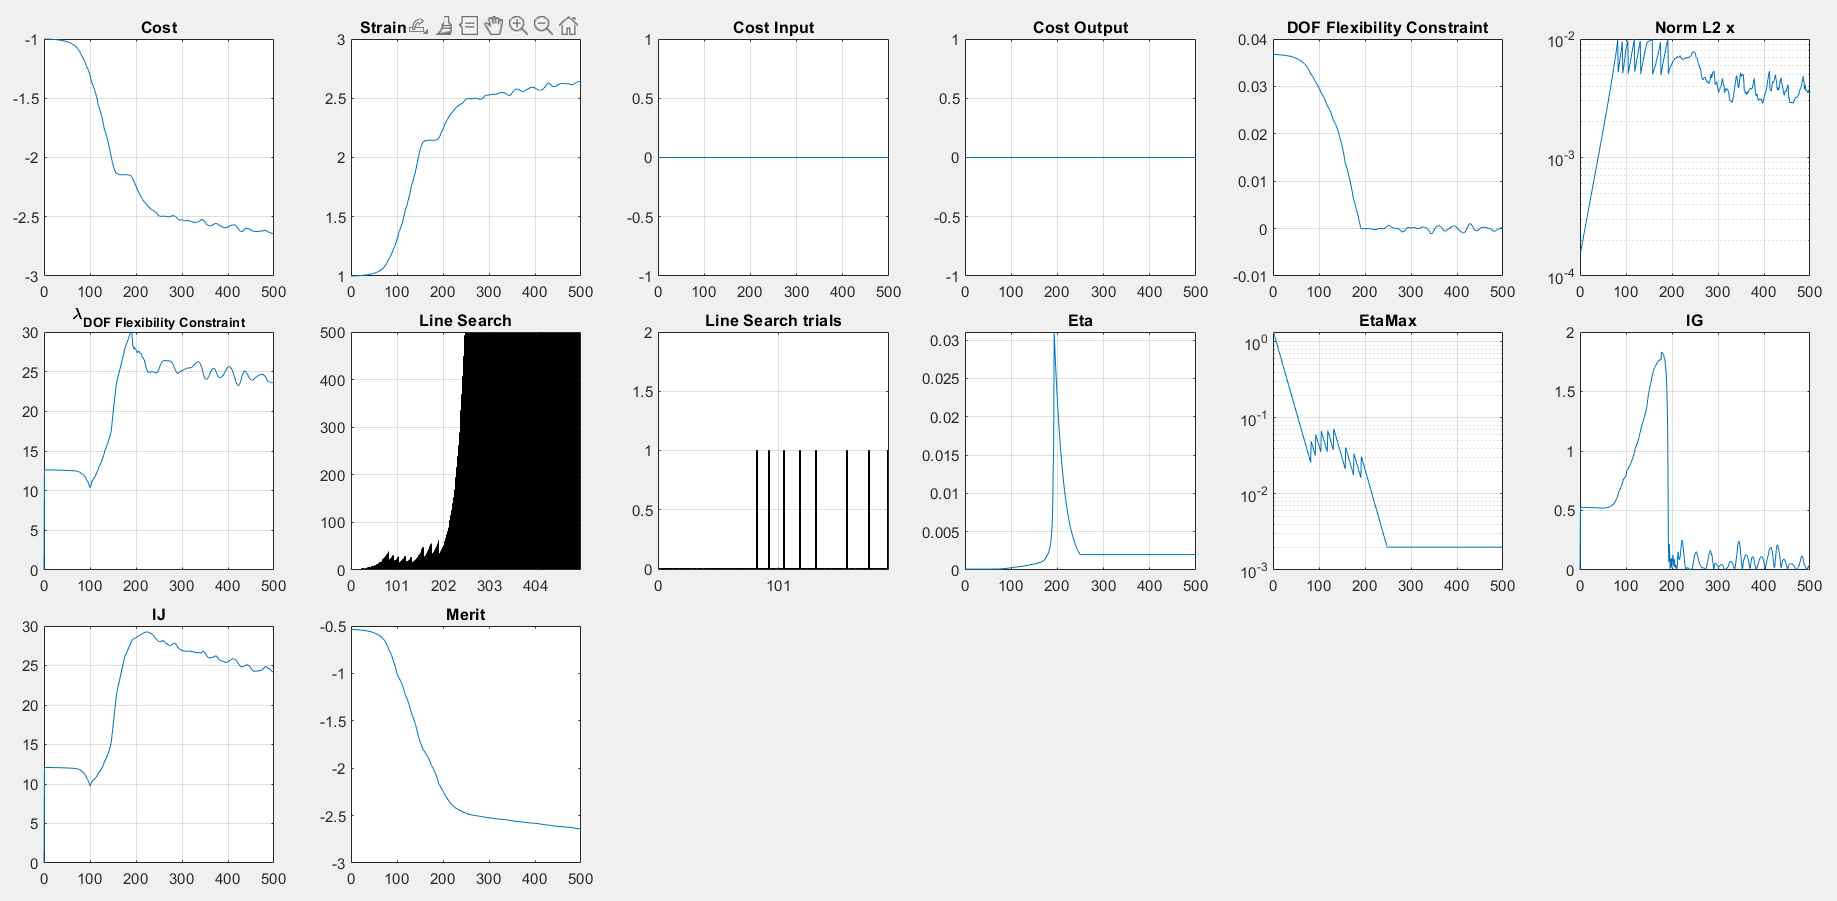 Cost
Strain
Cost Input
Cost Output
DOF Flexibility Constraint
Norm L2 x
-1
-1.5
-2
-2.5
-3
0 100 200 300 400 500
3
2.5
2
1.5
1
0 100 200 300 400 500
1
0.5
0
-0.5
-1
0 100 200 300 400 500
1
0.5
0
-0.5
-1
0 100 200 300 400 500
0.04
0.03
0.02
0.01
0
-0.01
0 100 200 300 400 500
10-2
10-3
10-4
0 100 200 300 400 500
λDOF Flexibility Constraint
Line Search
Line Search trials
Eta
EtaMax
lG
30
25
20
15
10
5
0
0 100 200 300 400 500
500
400
300
200
100
0
101 202 303 404
2
1.5
1
0.5
0
0 101
0.03
0.025
0.02
0.015
0.01
0.005
0
0 100 200 300 400 500
100
10-1
10-2
10-3
0 100 200 300 400 500
2
1.5
1
0.5
0
0 100 200 300 400 500
lJ
Merit
30
25
20
15
10
5
0
0 100 200 300 400 500
-0.5
-1
-1.5
-2
-2.5
-3
0 100 200 300 400 500